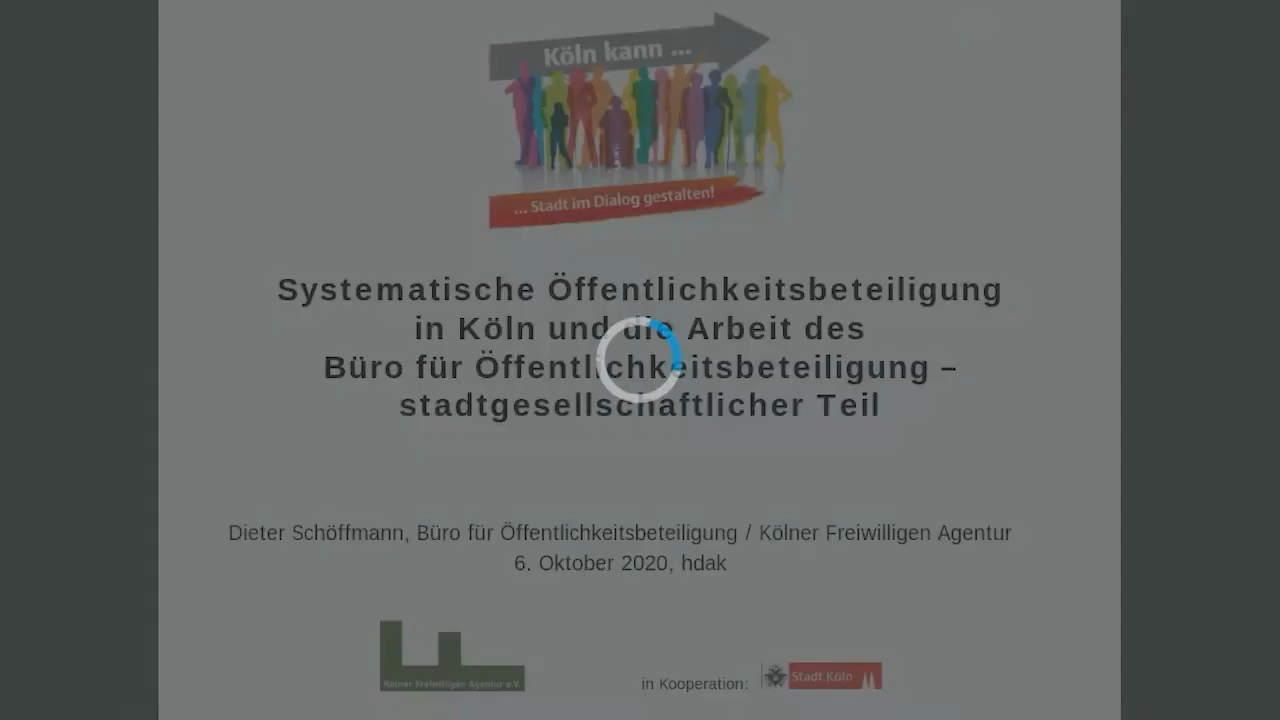 Köln kann ...
... Stadt im Dialog gestalten!
Systematische Öffentlichkeitsbeteiligung
in Köln und die Arbeit des
Büro für Öffentlichkeitsbeteiligung –
stadtgesellschaftlicher Teil
Dieter Schöffmann, Büro für Öffentlichkeitsbeteiligung / Kölner Freiwilligen Agentur
6. Oktober 2020, hdak
Kölner Freiwilligen Agentur e.V.
in Kooperation:
Stadt Köln